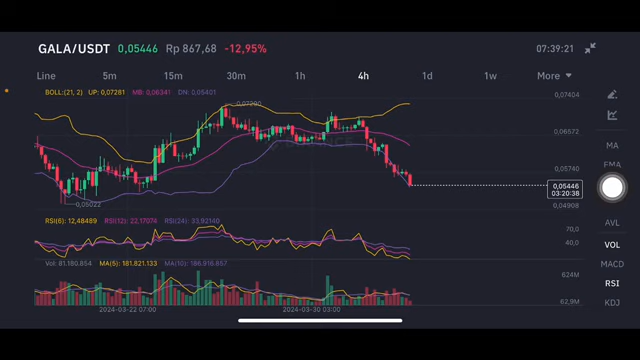 GALA/USDT 0,05446 Rp 867,68 -12,95% 07:39:21
Line 5m 15m 30m 1h 4h 1d 1w More
BOLL:(21, 2) UP: 0,07281 MB: 0,06341 DN: 0,05401
0,07404
0,07200
0,06672
MA
EMA
0,05740
0,05446
03:20:38
0,05022
0,04908
AVL
RSI(6): 12,48489 RSI(12): 22,17074 RSI(24): 33,92140
70,0
40,0
VOL
Vol: 81.180.854 MA(5): 181.821.133 MA(10): 186.919.857
MACD
624M
RSI
62,9M
KDJ
2024-03-22 07:00 2024-03-30 03:00